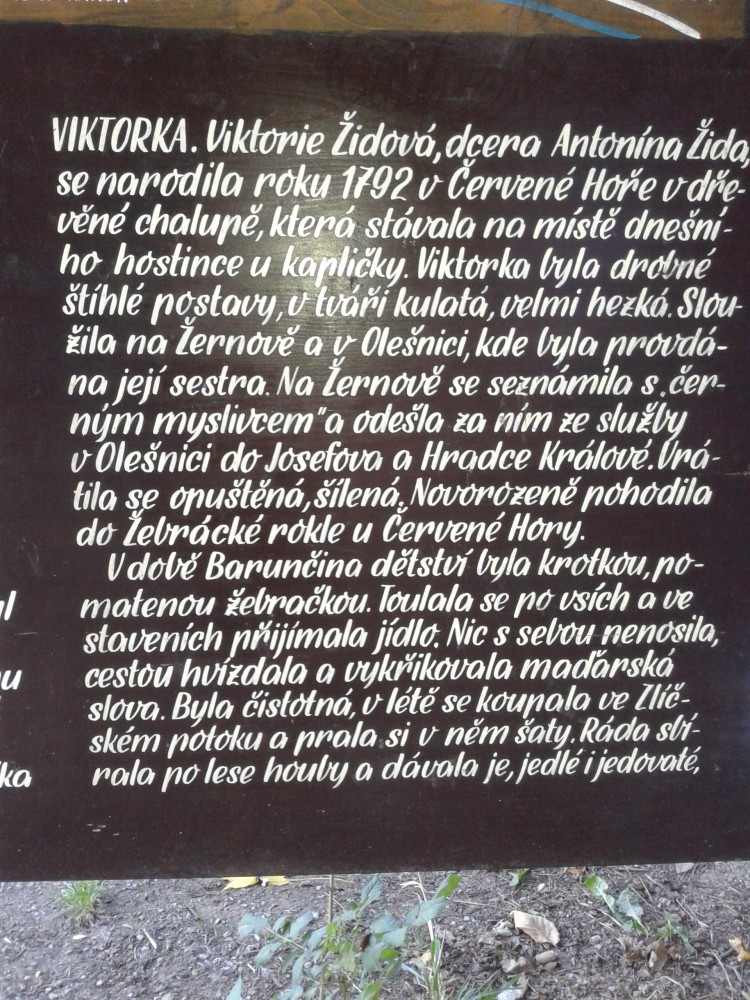 VIKTORKA. Viktorie Židová, dcera Antonína Žida,
se narodila roku 1792 v Červené Hoře v dře-
věné chalupě, která stávala na místě dnešní-
ho hostince u kapličky. Viktorka byla drobné
štíhlé postavy, v tváři kulatá, velmi hezká. Slou-
žila na Žernově a v Olešnici, kde byla provdá-
na její sestra. Na Žernově se seznámila s „čer-
ným myslivcem" a odešla za ním ze služby
v Olešnici do Josefova a Hradce Králové. Vrá-
tila se opuštěná, šílená. Novorozeně pohodila
do Žebrácké rokle u Červené Hory.
V době Barunčina dětství byla krotkou, po-
matenou žebračkou. Toulala se po vsích a ve
staveních přijímala jídlo. Nic s sebou nenosila,
cestou hvízdala a vykřikovala maďarská
slova. Byla čistotná, v létě se koupala ve Zlíč-
ském potoku a prala si v něm šaty. Ráda sbí-
rala po lese houby a dávala je, jedlé i jedovaté,